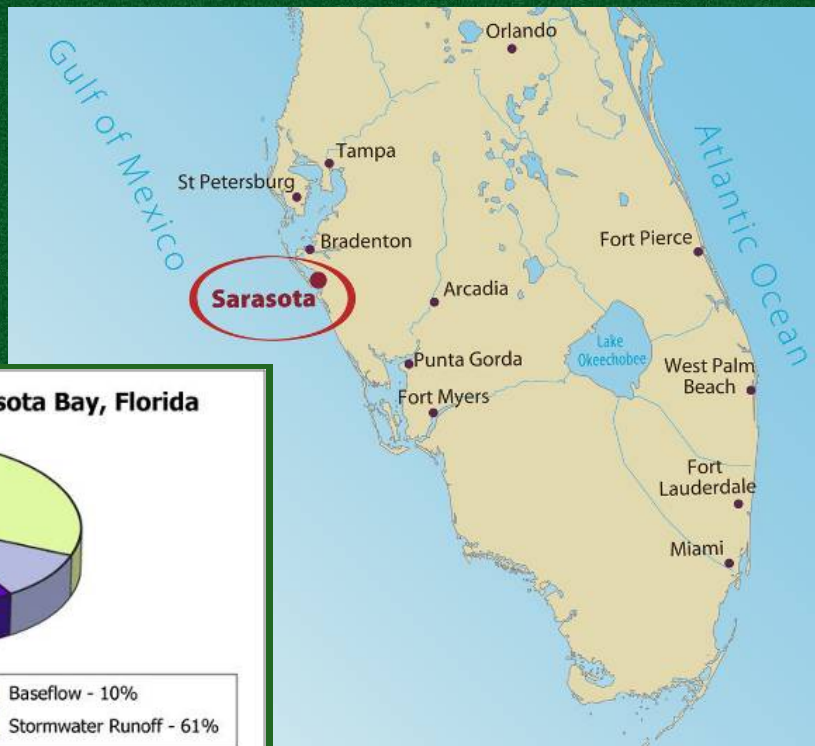 Orlando
Gulf of Mexico
Atlantic Ocean
Tampa
St Petersburg
Bradenton
Fort Pierce
Sarasota
Arcadia
Lake
Okeechobee
Punta Gorda
West Palm
Beach
Fort Myers
Fort
Lauderdale
Miami
Bay, Florida
Baseflow - 10%
Stormwater Runoff - 61%